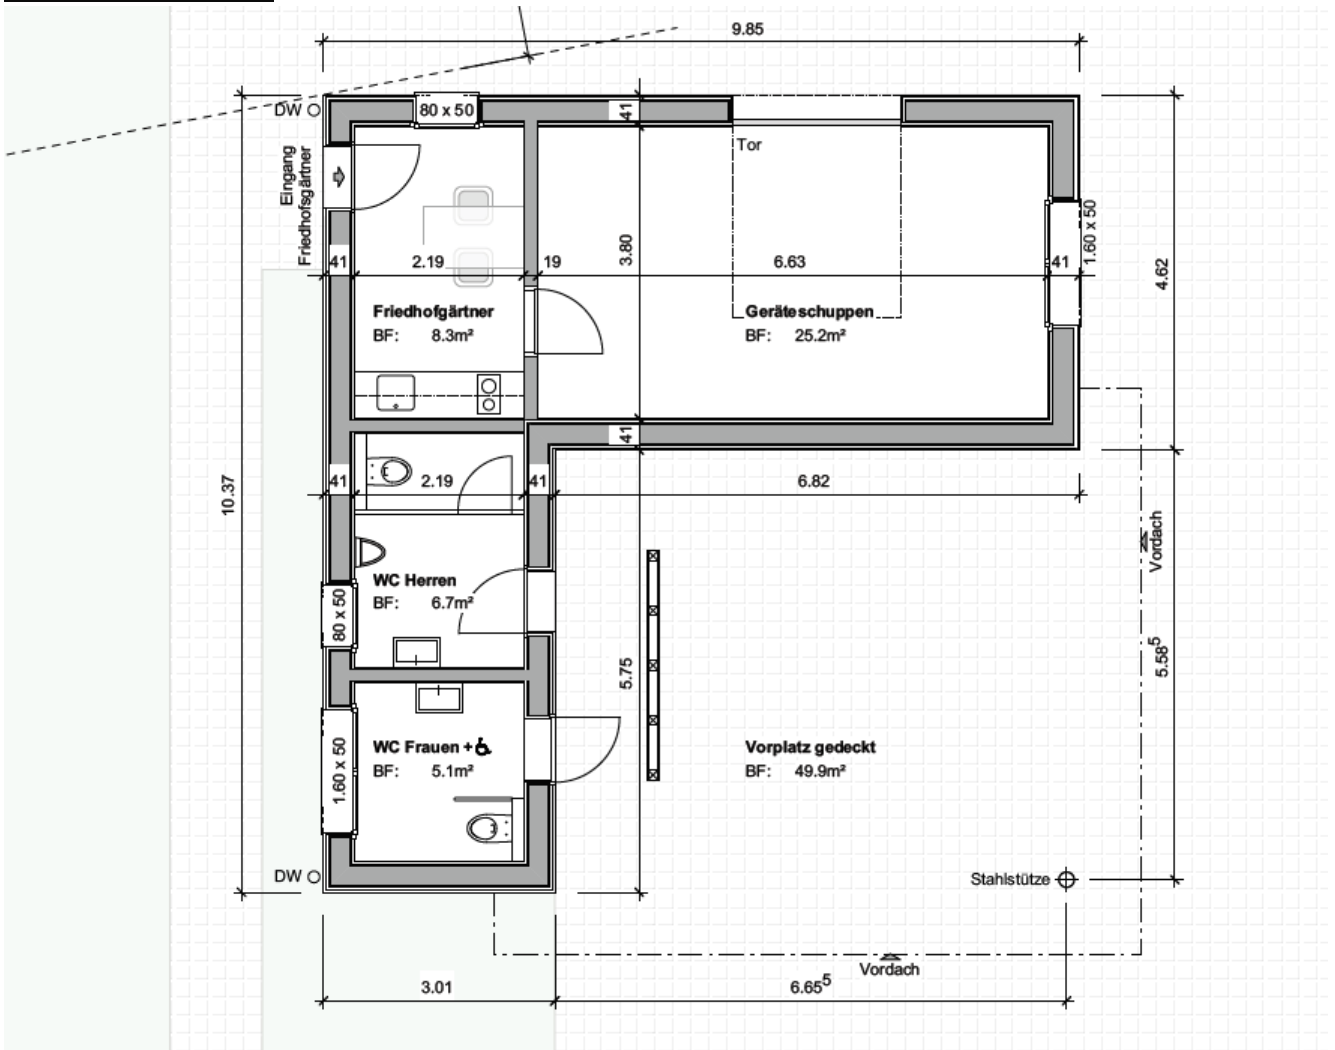 9.85
DW
80 x 50
41
Tor
Eingang
Friedhofsgärtner
1.60 x 50
3.80
41
2.19
19
6.63
41
4.62
Friedhofgärtner
BF: 8.3m²
Geräteschuppen
BF: 25.2m²
41
41
2.19
41
6.82
10.37
Vordach
WC Herren
BF: 6.7m²
80 x 50
5.75
5.58⁵
WC Frauen +
BF: 5.1m²
1.60 x 50
Vorplatz gedeckt
BF: 49.9m²
DW
Stahlstütze
Vordach
3.01
6.65⁵